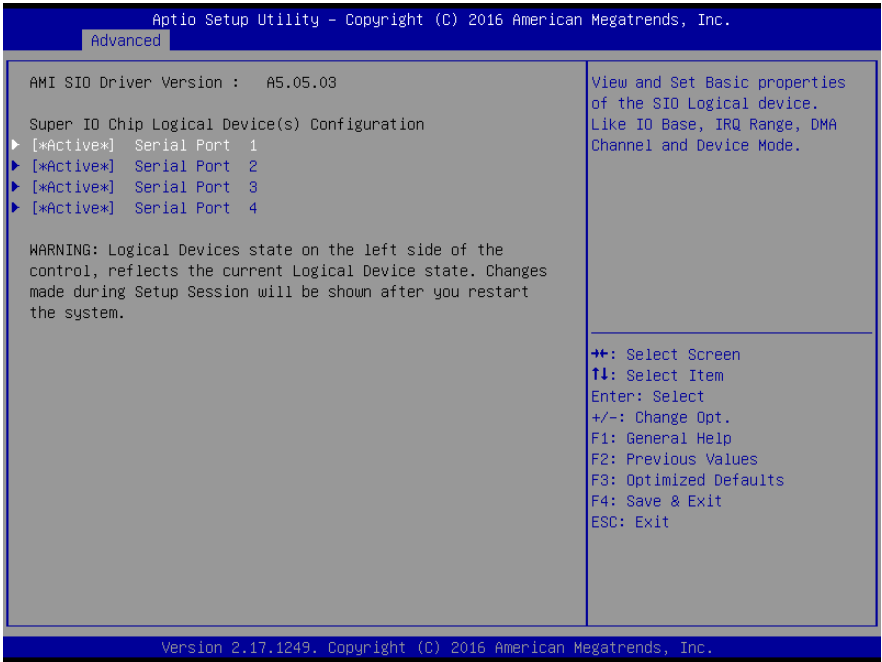 Aptio Setup Utility – Copyright (C) 2016 American Megatrends, Inc.
Advanced
AMI SIO Driver Version :   A5.05.03
Super IO Chip Logical Device(s) Configuration
[*Active*]  Serial Port  1
[*Active*]  Serial Port  2
[*Active*]  Serial Port  3
[*Active*]  Serial Port  4
WARNING: Logical Devices state on the left side of the
control, reflects the current Logical Device state. Changes
made during Setup Session will be shown after you restart
the system.
View and Set Basic properties
of the SIO Logical device.
Like IO Base, IRQ Range, DMA
Channel and Device Mode.
→←: Select Screen
↑↓: Select Item
Enter: Select
+/-: Change Opt.
F1: General Help
F2: Previous Values
F3: Optimized Defaults
F4: Save & Exit
ESC: Exit
Version 2.17.1249. Copyright (C) 2016 American Megatrends, Inc.